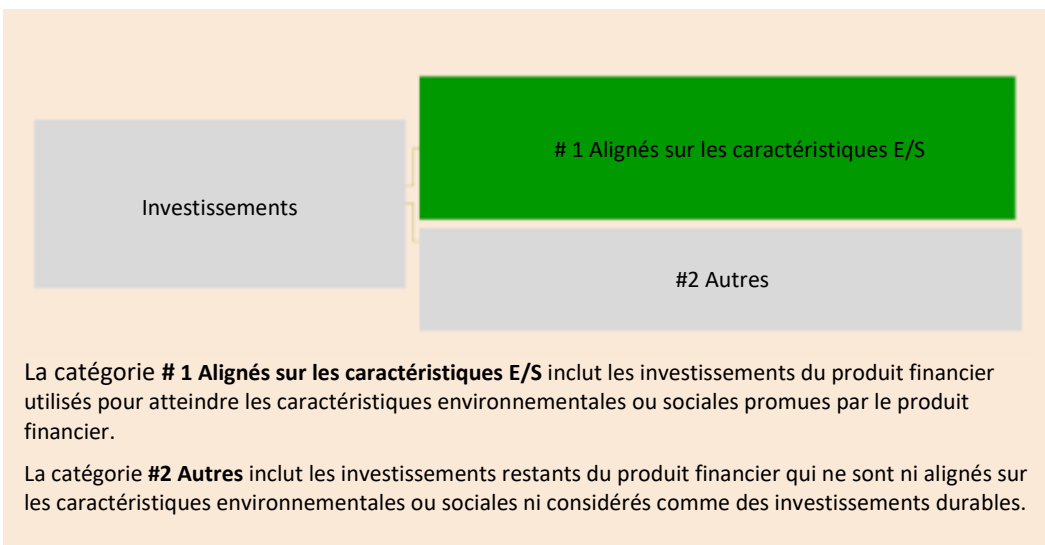 # 1 Alignés sur les caractéristiques E/S
Investissements
#2 Autres
La catégorie # 1 Alignés sur les caractéristiques E/S inclut les investissements du produit financier
utilisés pour atteindre les caractéristiques environnementales ou sociales promues par le produit
financier.
La catégorie #2 Autres inclut les investissements restants du produit financier qui ne sont ni alignés sur
les caractéristiques environnementales ou sociales ni considérés comme des investissements durables.